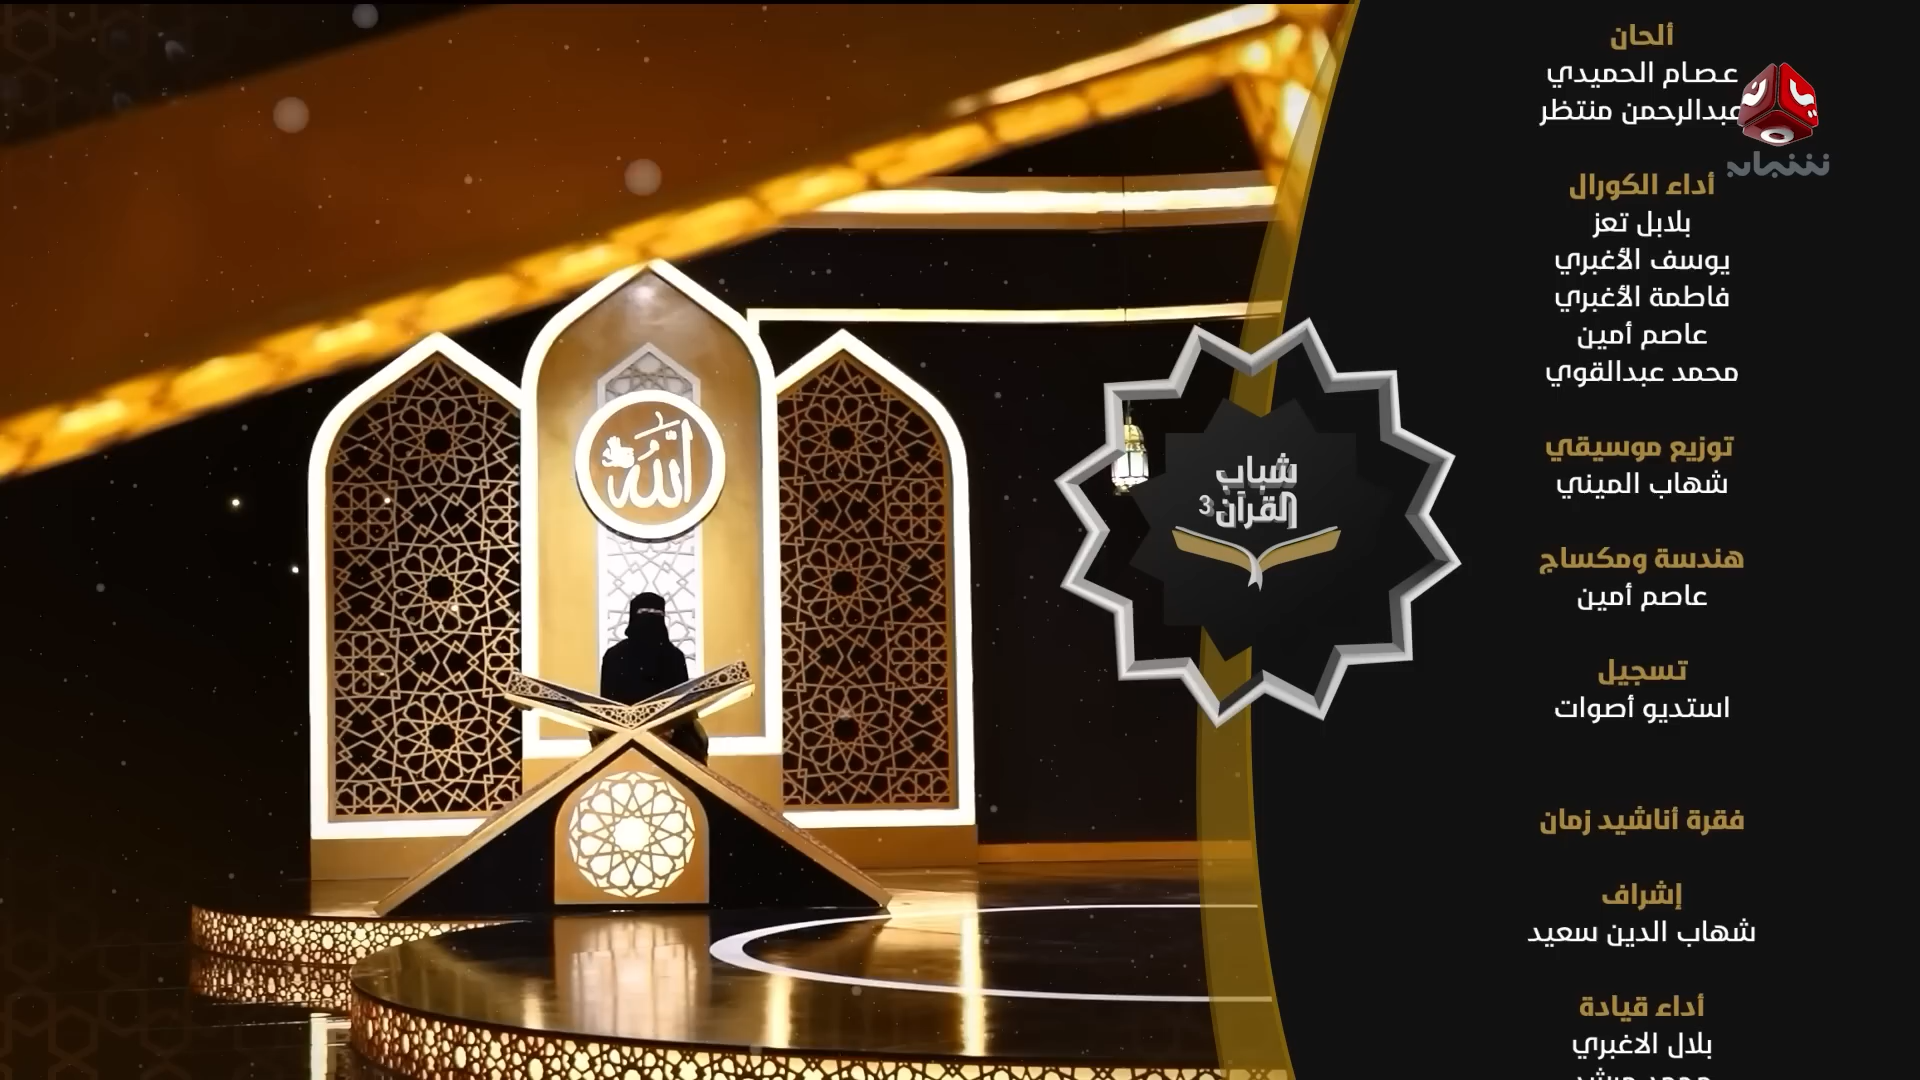 ألحان
عصام الحميدي
عبدالرحمن منتظر
أداء الكورال
بلابل تعز
يوسف الأغبري
فاطمة الأغبري
عاصم أمين
محمد عبدالقوي
توزيع موسيقي
شهاب الميني
هندسة ومكساج
عاصم أمين
تسجيل
استديو أصوات
فقرة أناشيد زمان
إشراف
شهاب الدين سعيد
أداء قيادة
بلال الاغبري
يمن
شباب
الله
شباب
القرآن 3